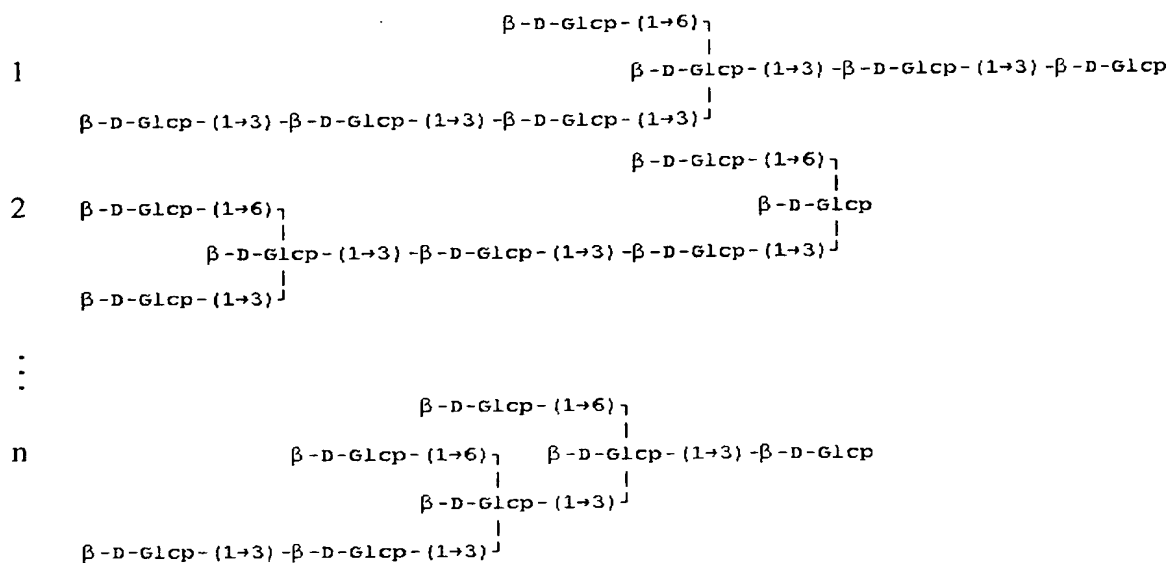 β-D-Glcp-(1→6)
1
β-D-Glcp-(1→3)-β-D-Glcp-(1→3)-β-D-Glcp
β-D-Glcp-(1→3)-β-D-Glcp-(1→3)-β-D-Glcp-(1→3)
β-D-Glcp-(1→6)
2 β-D-Glcp-(1→6) β-D-Glcp
β-D-Glcp-(1→3)-β-D-Glcp-(1→3)-β-D-Glcp-(1→3)
β-D-Glcp-(1→3)
⋮
β-D-Glcp-(1→6)
n β-D-Glcp-(1→6) β-D-Glcp-(1→3)-β-D-Glcp
β-D-Glcp-(1→3)
β-D-Glcp-(1→3)-β-D-Glcp-(1→3)